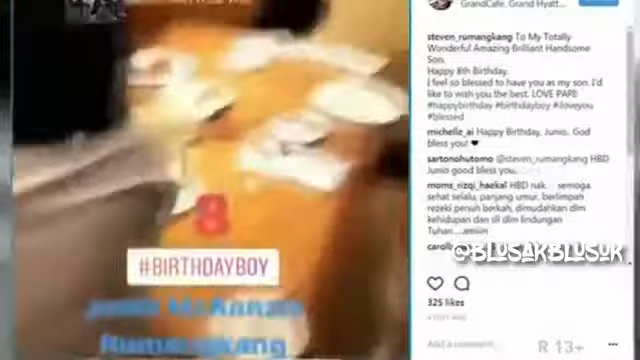 GrandCafe, Grand Hyatt...
steven_rumangkang To My Totally
Wonderful Amazing Brilliant Handsome
Son.
Happy 8th Birthday.
I feel so blessed to have you as my son. I'd
like to wish you the best. LOVE PAPI!
#happybirthday #birthdayboy #iloveyou
#blessed
michelle_ai Happy Birthday, Junio. God
bless you! ❤
sartonohutomo @steven_rumangkang HBD
Junio good bless you
moms_rizqi_haekal HBD nak... semoga
sehat selalu, panjang umur, berlimpah
rezeki penuh berkah, dimudahkan dlm
kehidupan dan sll dlm lindungan
Tuhan....amiin
@BLUSAKBLUSUK
325 likes
Add a comment...
R 13+
8
#BIRTHDAYBOY
Rumangkang